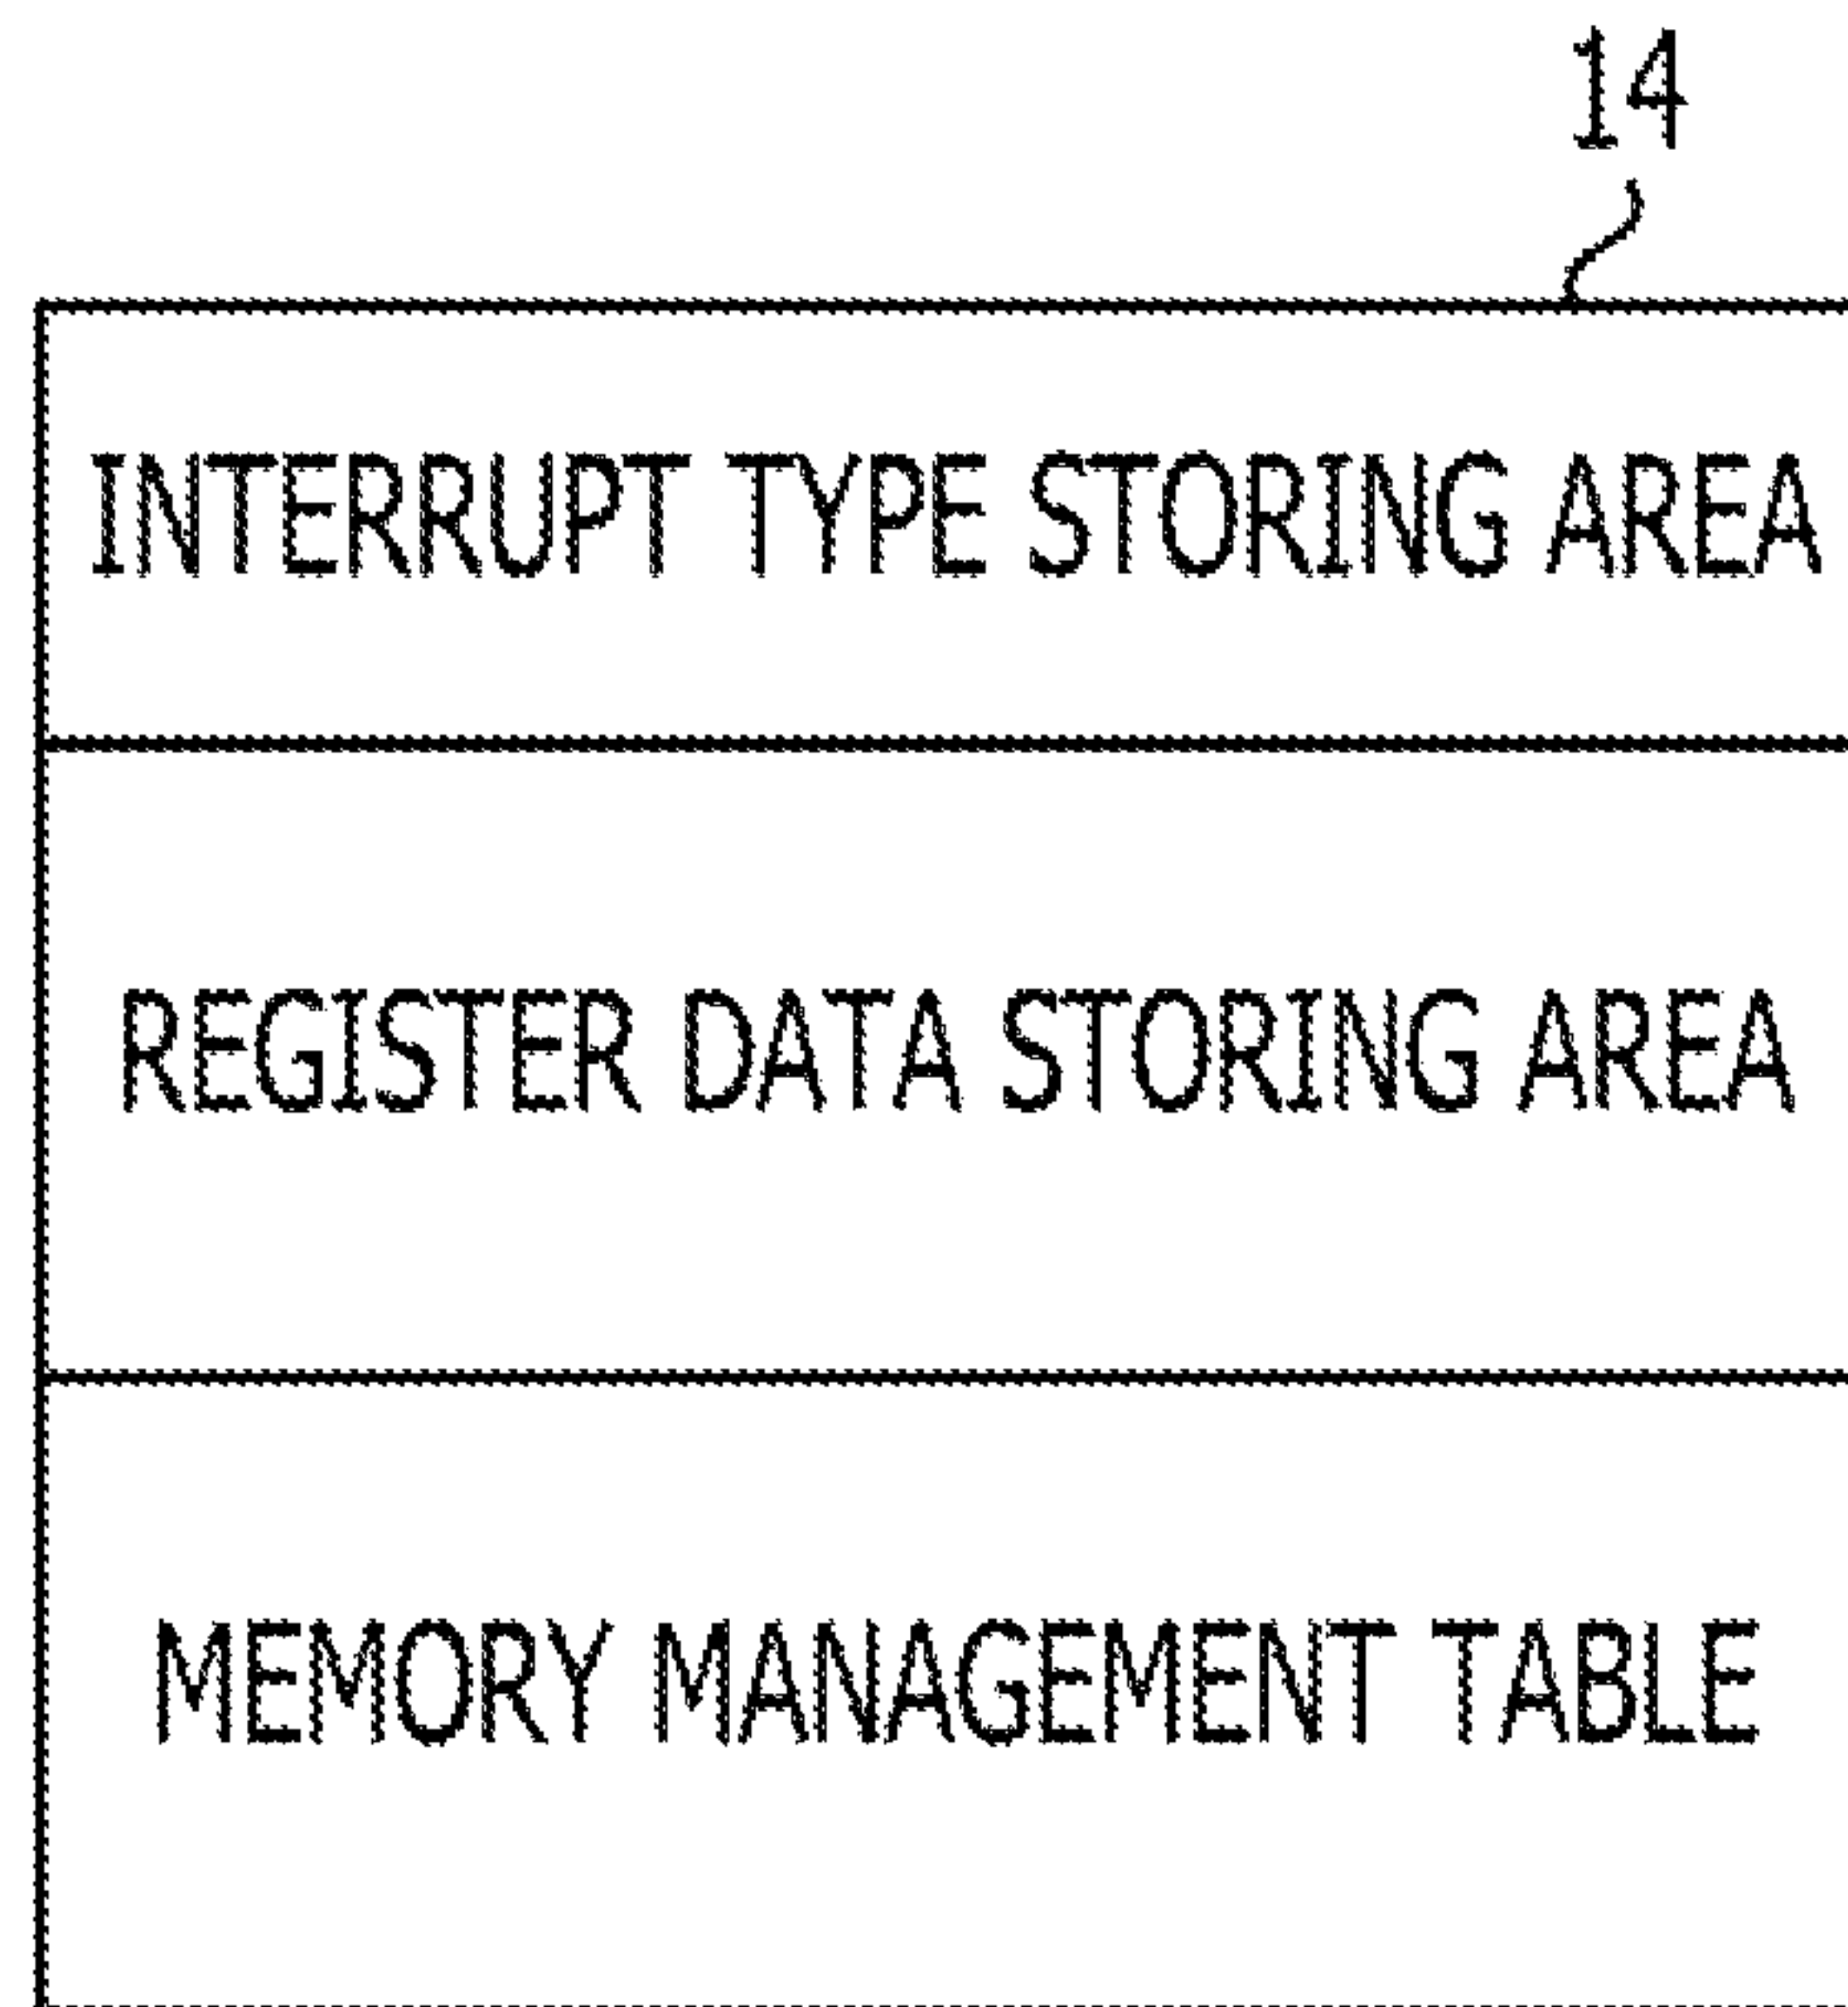 14
INTERRUPT TYPE STORING AREA
REGISTER DATA STORING AREA
MEMORY MANAGEMENT TABLE